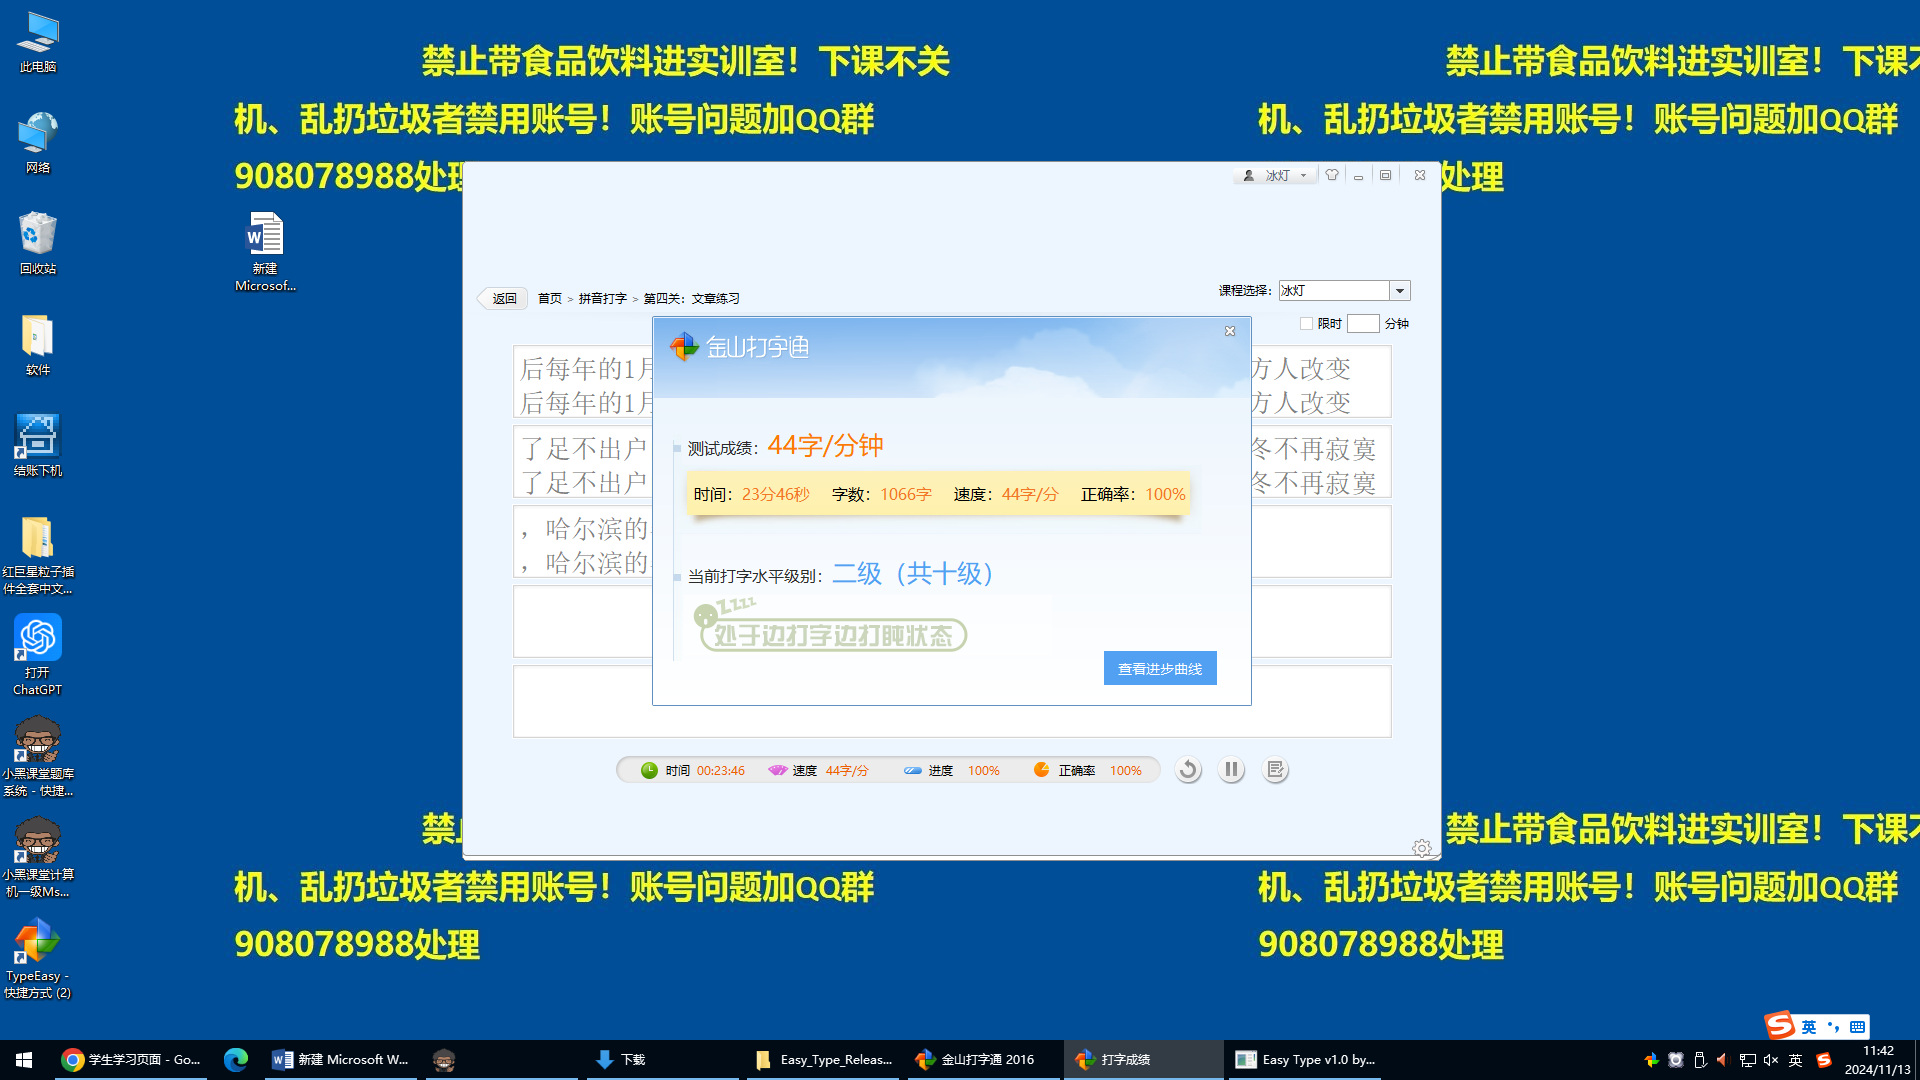 禁止带食品饮料进实训室！下课不关
机、乱扔垃圾者禁用账号！账号问题加QQ群
908078988处理
禁止带食品饮料进实训室！下课不
机、乱扔垃圾者禁用账号！账号问题加QQ群
处理
此电脑
网络
回收站
新建
Microsof...
软件
结账下机
红巨星粒子插
件全套中文...
打开
ChatGPT
小黑课堂题库
系统 - 快捷...
小黑课堂计算
机一级Ms...
TypeEasy -
快捷方式 (2)
冰灯
返回
首页 > 拼音打字 > 第四关：文章练习
课程选择：
冰灯
限时
分钟
后每年的1月
方人改变
后每年的1月
方人改变
了足不出户
冬不再寂寞
了足不出户
冬不再寂寞
，哈尔滨的
，哈尔滨的
金山打字通
测试成绩：44字/分钟
时间：23分46秒 字数：1066字 速度：44字/分 正确率：100%
当前打字水平级别：二级（共十级）
Zzzz
处于边打字边打盹状态
查看进步曲线
时间 00:23:46 速度 44字/分 进度 100% 正确率 100%
禁
机、乱扔垃圾者禁用账号！账号问题加QQ群
908078988处理
禁止带食品饮料进实训室！下课不
机、乱扔垃圾者禁用账号！账号问题加QQ群
908078988处理
英
学生学习页面 - Go...
新建 Microsoft W...
下载
Easy_Type_Releas...
金山打字通 2016
打字成绩
Easy Type v1.0 by...
英
11:42
2024/11/13